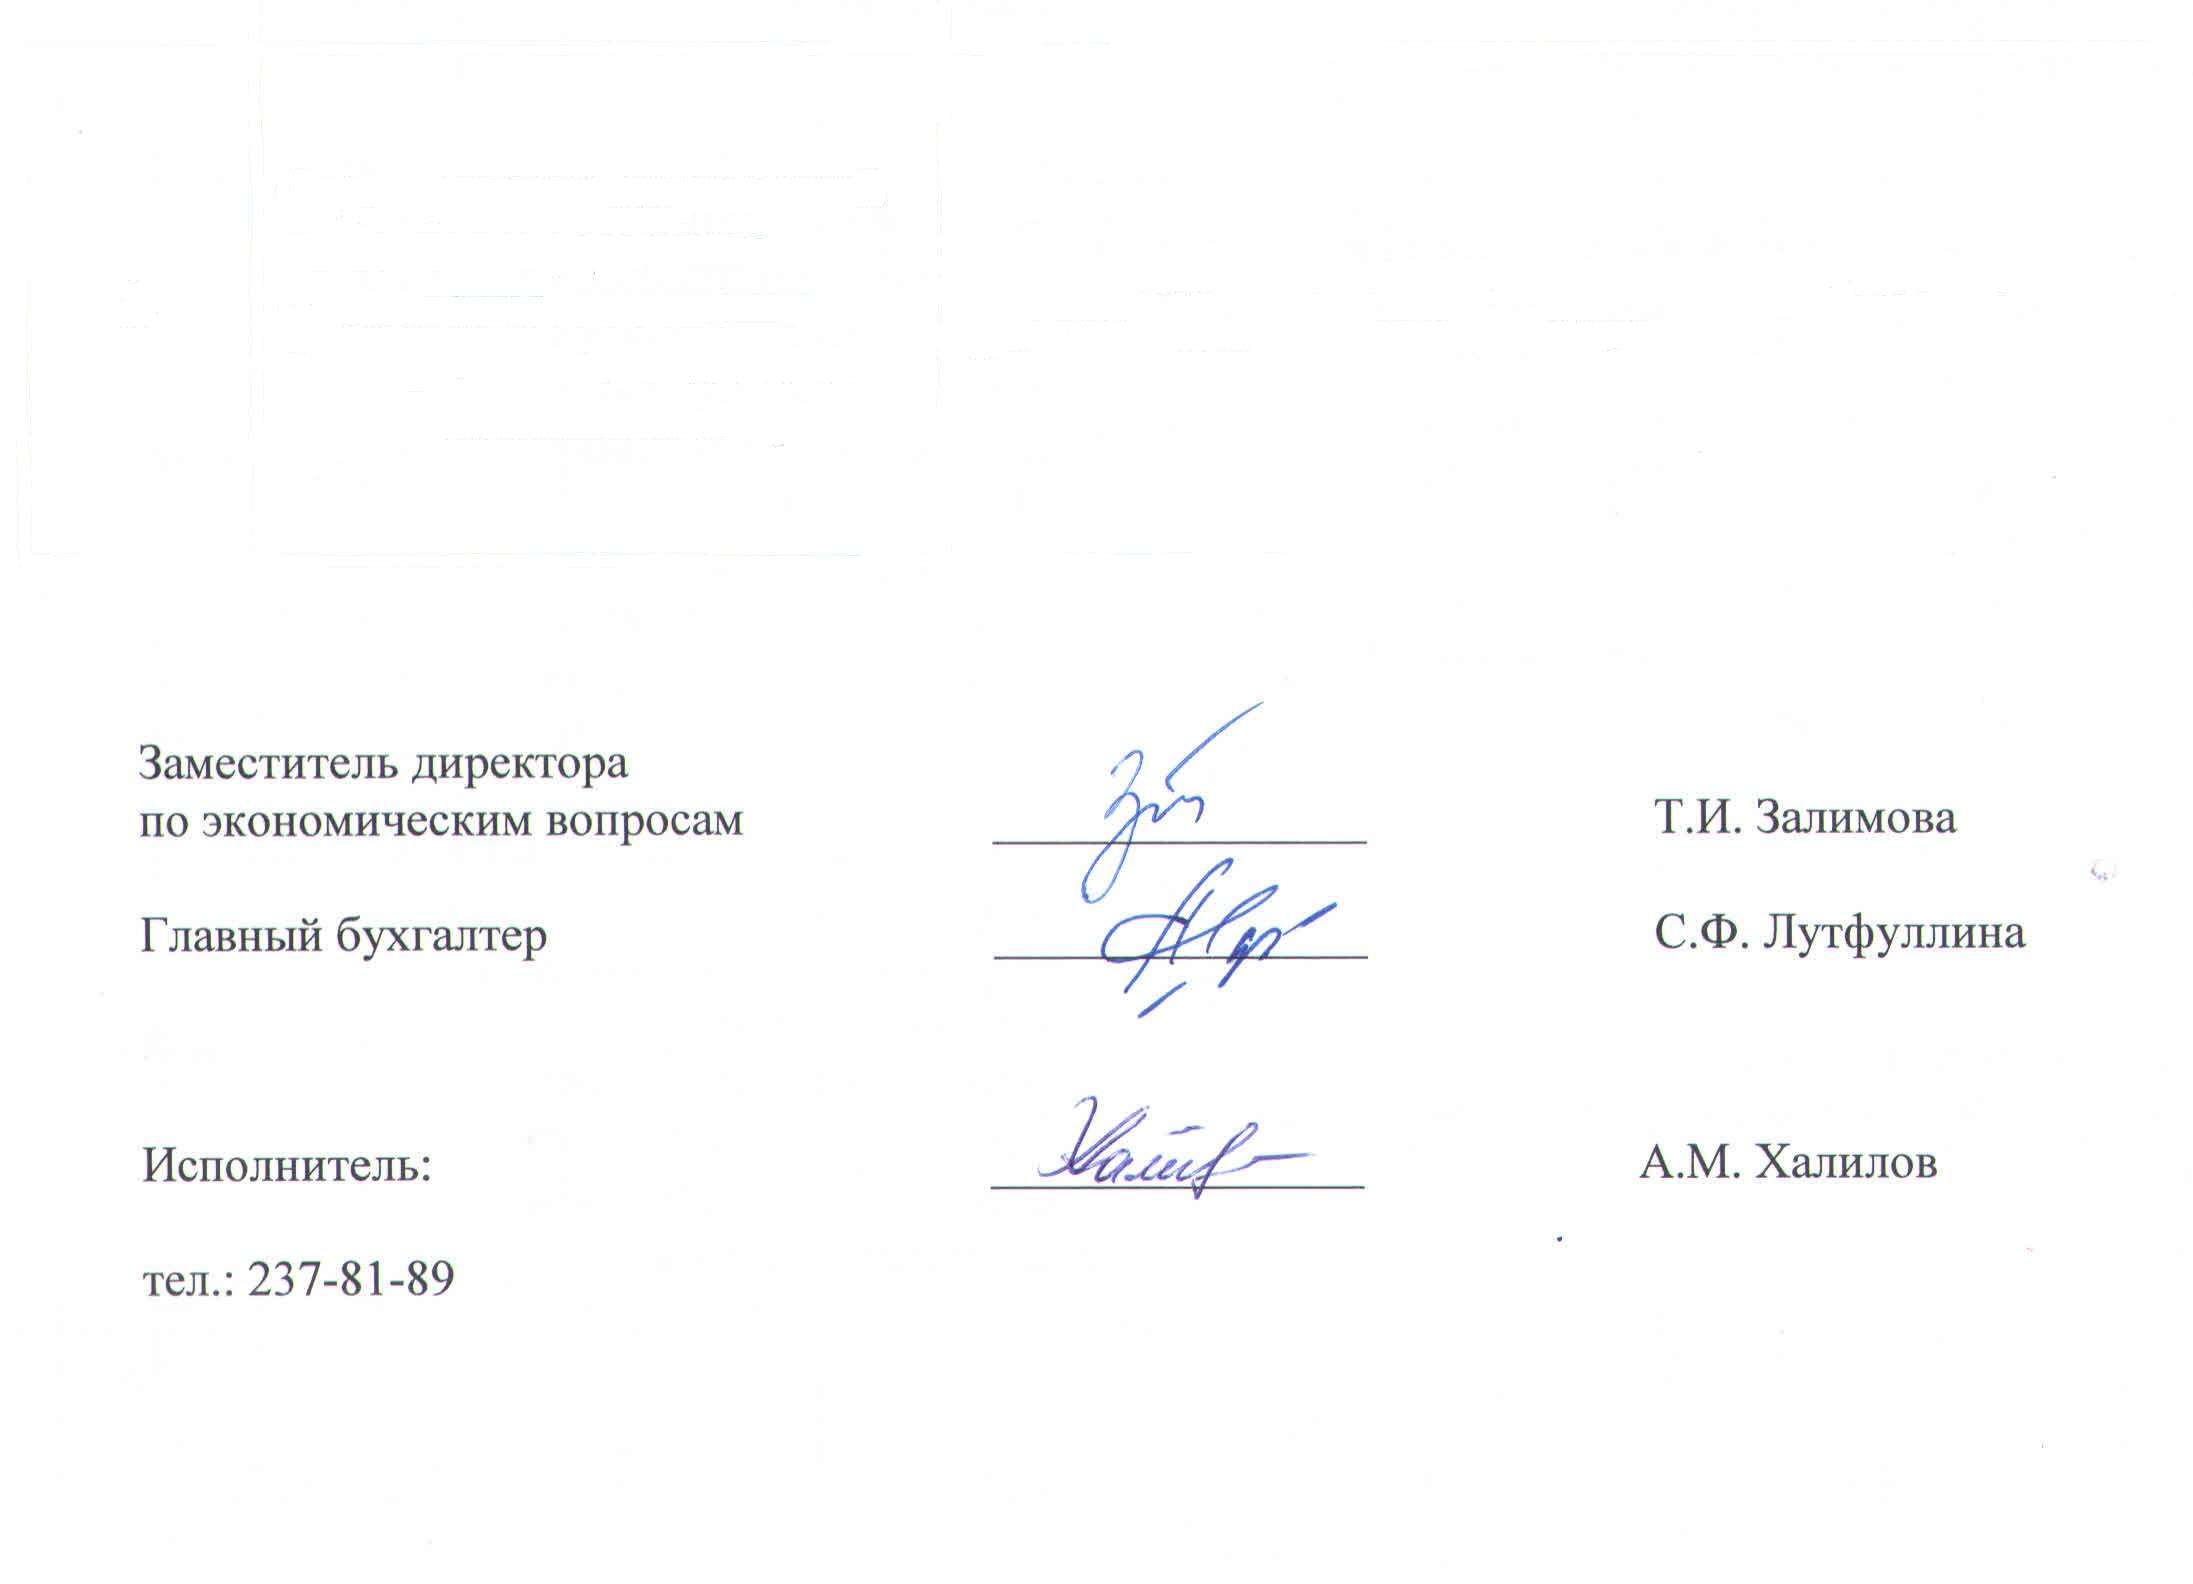 Заместитель директора
по экономическим вопросам Т.И. Залимова
Главный бухгалтер С.Ф. Лутфуллина
Исполнитель: А.М. Халилов
тел.: 237-81-89